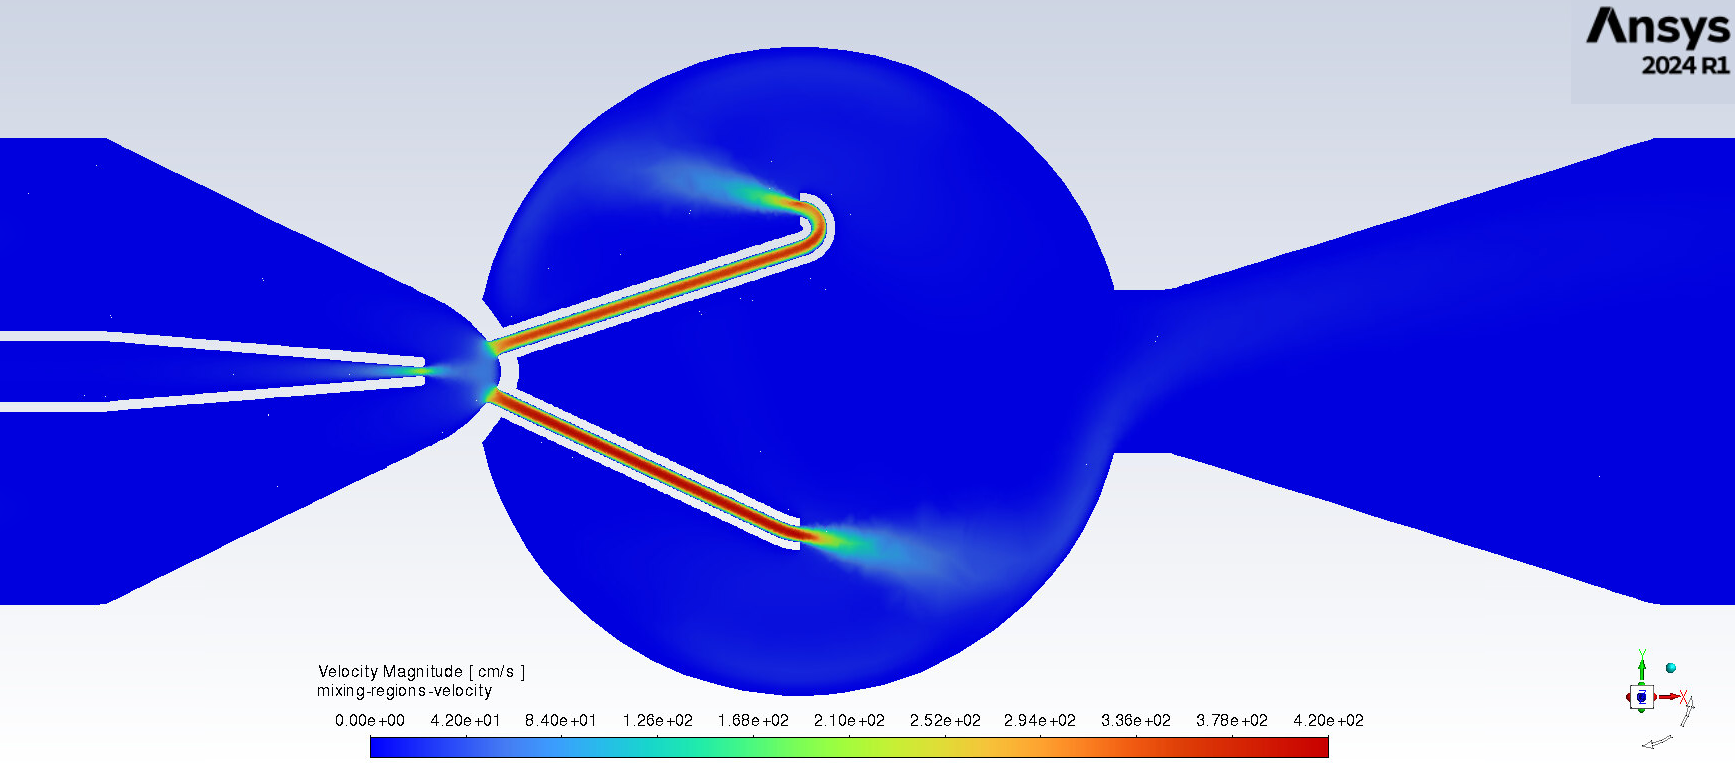 Ansys
2024 R1
Velocity Magnitude [ cm/s ]
mixing-regions-velocity
0.00e+00 4.20e+01 8.40e+01 1.26e+02 1.68e+02 2.10e+02 2.52e+02 2.94e+02 3.36e+02 3.78e+02 4.20e+02
Y
Z
X